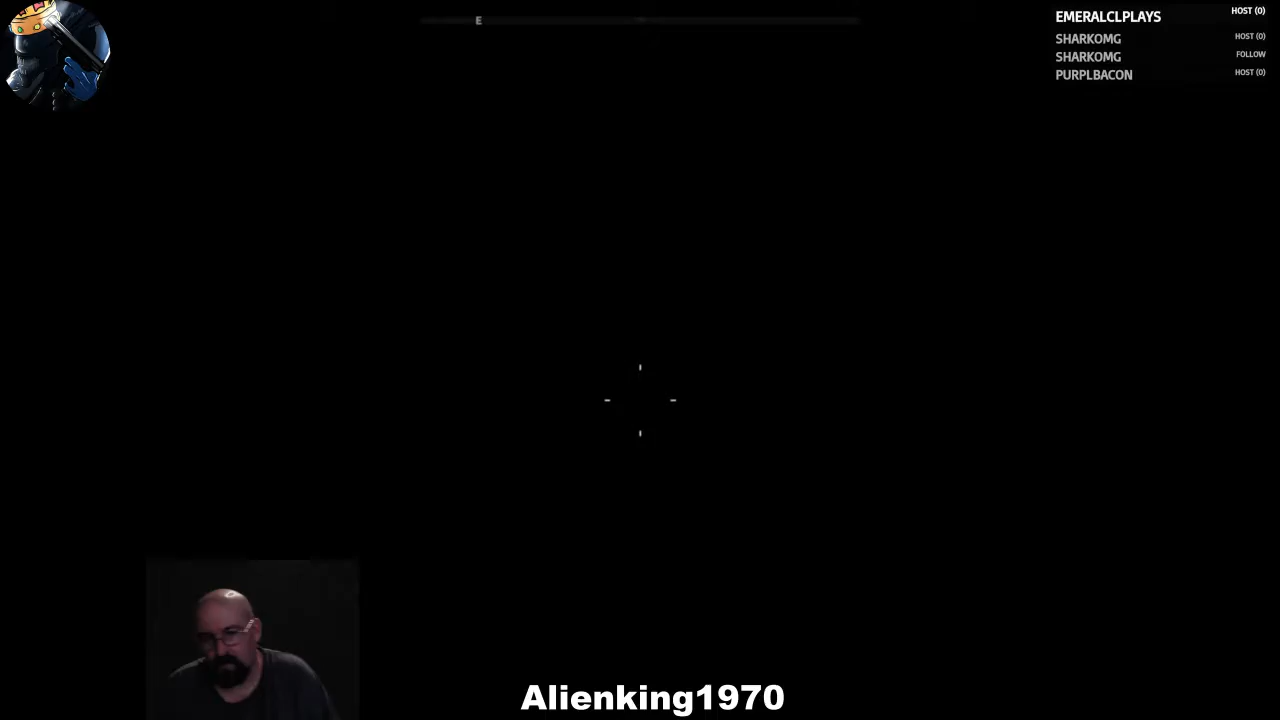 E
EMERALCLPLAYS HOST (0)
SHARKOMG HOST (0)
SHARKOMG FOLLOW
PURPLBACON HOST (0)
Alienking1970